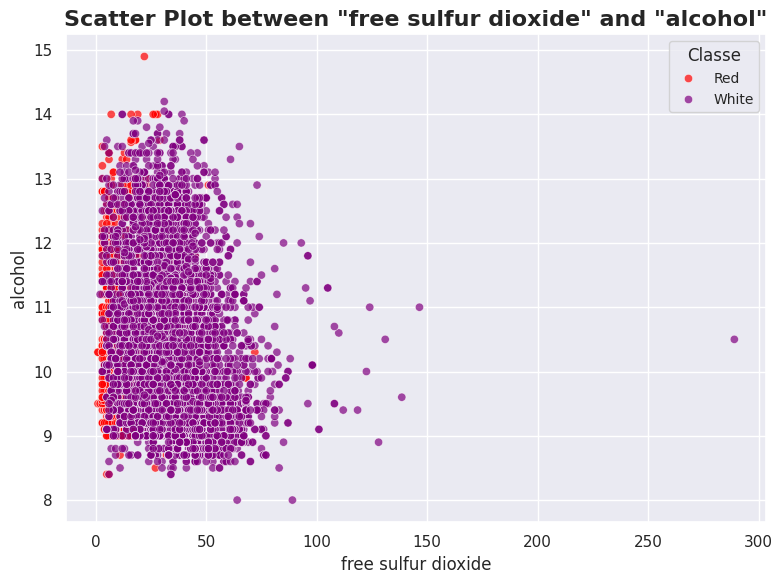 Scatter Plot between "free sulfur dioxide" and "alcohol"
Classe
Red
White
15
14
13
12
11
10
9
8
alcohol
0 50 100 150 200 250 300
free sulfur dioxide